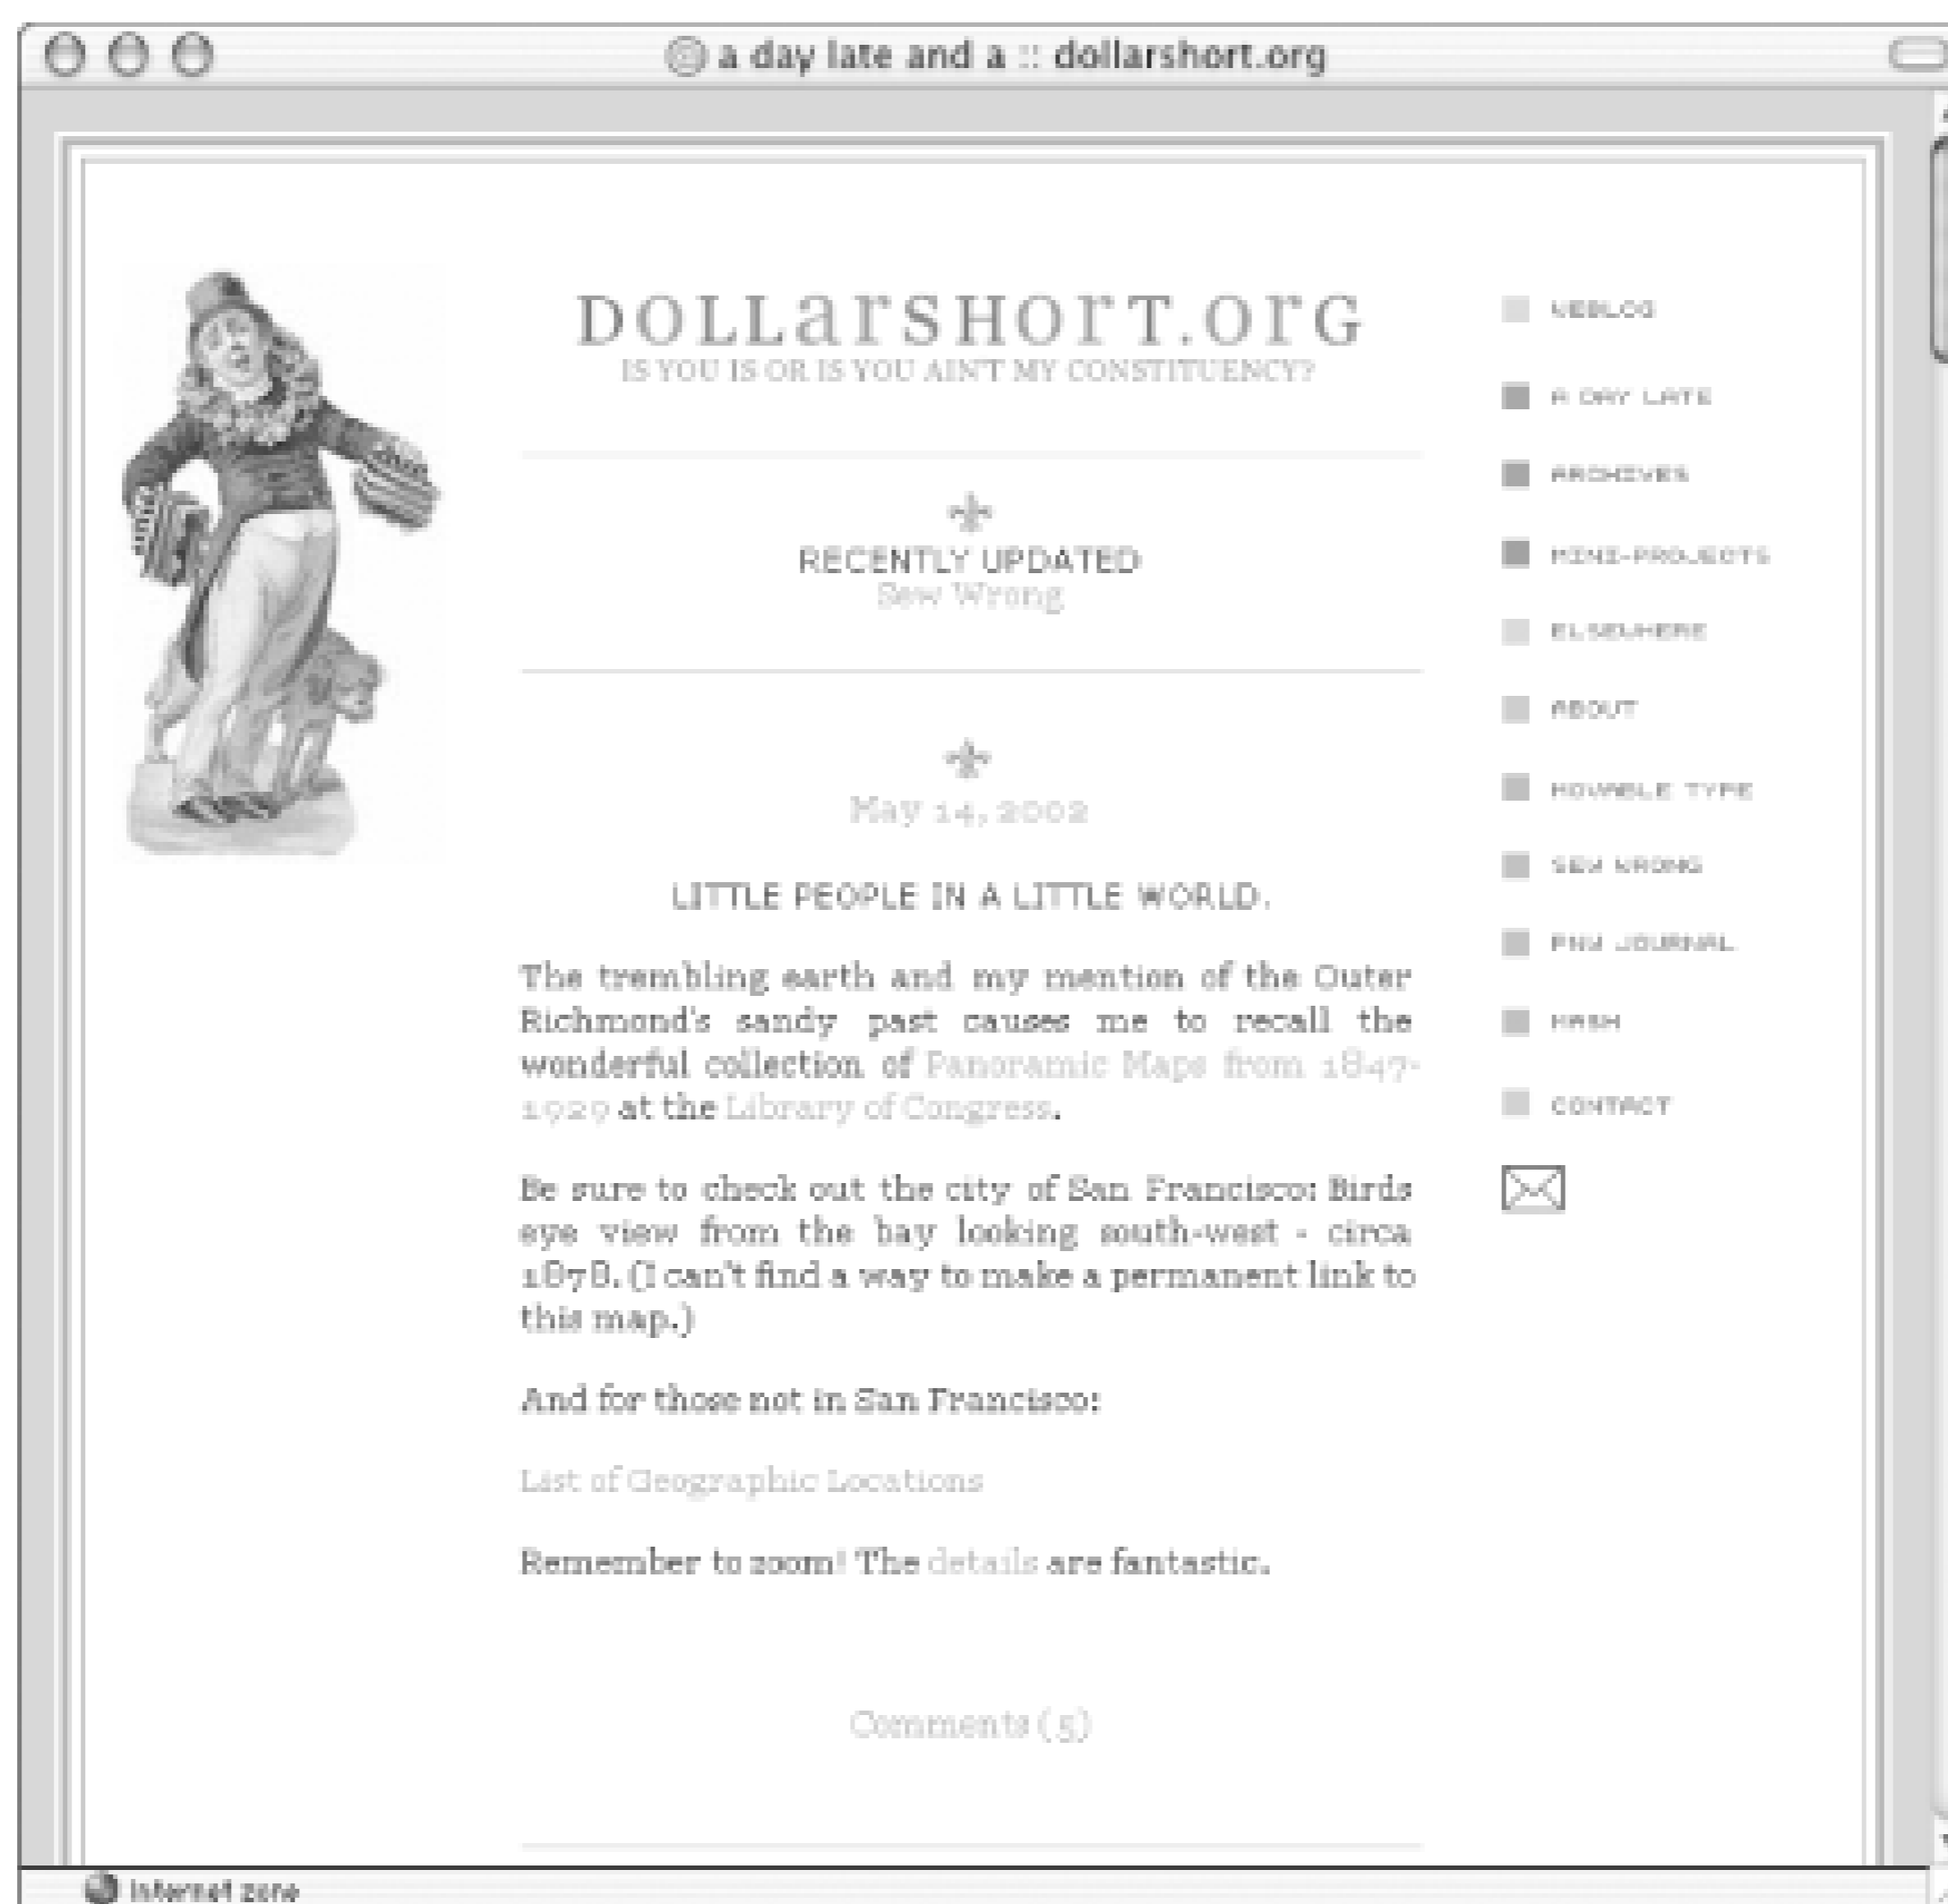 a day late and a :: dollarshort.org
DOLLarSHOrT.OrG
IS YOU IS OR IS YOU AIN'T MY CONSTITUENCY?
RECENTLY UPDATED
Sew Wrong
May 14, 2002
LITTLE PEOPLE IN A LITTLE WORLD.
The trembling earth and my mention of the Outer
Richmond's sandy past causes me to recall the
wonderful collection of Panoramic Maps from 1847-
1929 at the Library of Congress.
Be sure to check out the city of San Francisco: Birds
eye view from the bay looking south-west - circa
1878. (I can't find a way to make a permanent link to
this map.)
And for those not in San Francisco:
List of Geographic Locations
Remember to zoom! The details are fantastic.
Comments (5)
WEBLOG
A DAY LATE
ARCHIVES
MINI-PROJECTS
ELSEWHERE
ABOUT
MOVABLE TYPE
SEW WRONG
PNW JOURNAL
CONTACT
Internet zone